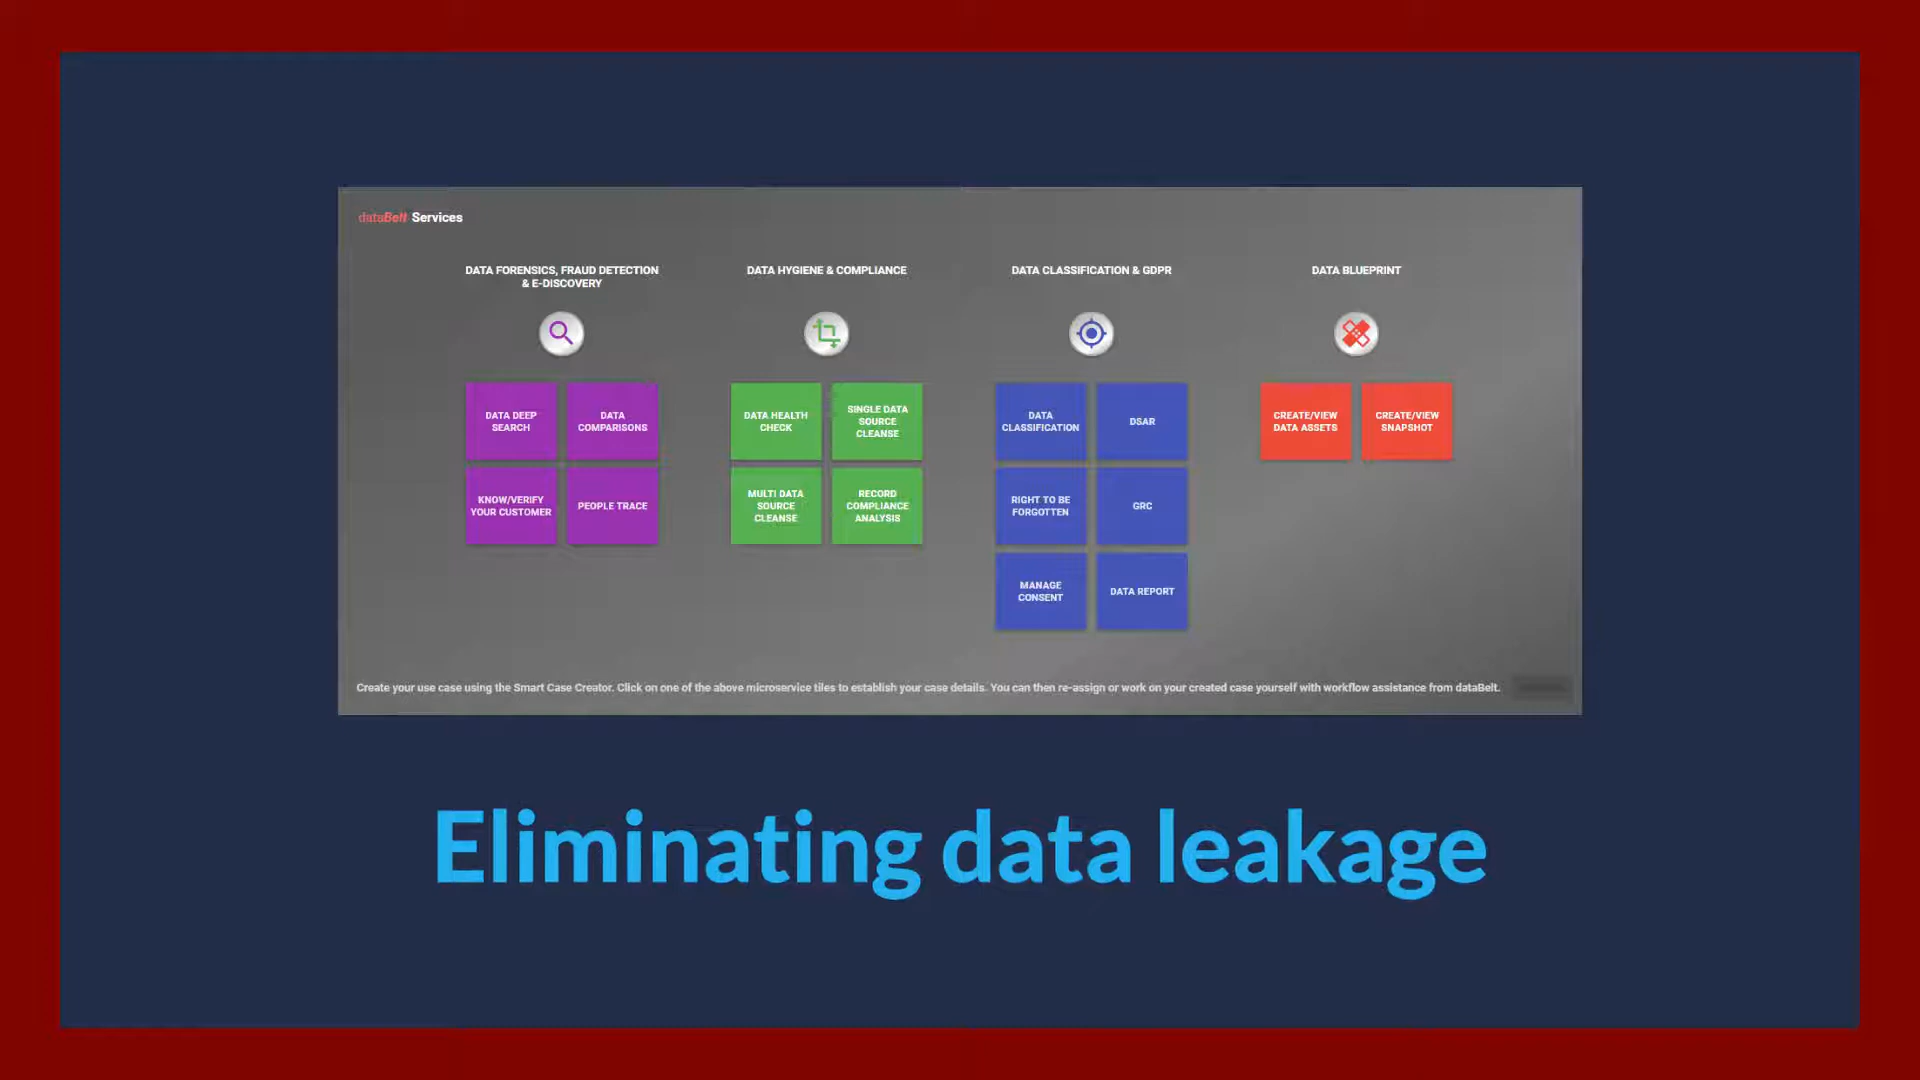 dataBelt Services
DATA FORENSICS, FRAUD DETECTION
& E-DISCOVERY
DATA DEEP
SEARCH
DATA
COMPARISONS
KNOW/VERIFY
YOUR CUSTOMER
PEOPLE TRACE
DATA HYGIENE & COMPLIANCE
DATA HEALTH
CHECK
SINGLE DATA
SOURCE
CLEANSE
MULTI DATA
SOURCE
CLEANSE
RECORD
COMPLIANCE
ANALYSIS
DATA CLASSIFICATION & GDPR
DATA
CLASSIFICATION
DSAR
RIGHT TO BE
FORGOTTEN
GRC
MANAGE
CONSENT
DATA REPORT
DATA BLUEPRINT
CREATE/VIEW
DATA ASSETS
CREATE/VIEW
SNAPSHOT
Create your use case using the Smart Case Creator. Click on one of the above microservice tiles to establish your case details. You can then re-assign or work on your created case yourself with workflow assistance from dataBelt.
Eliminating data leakage